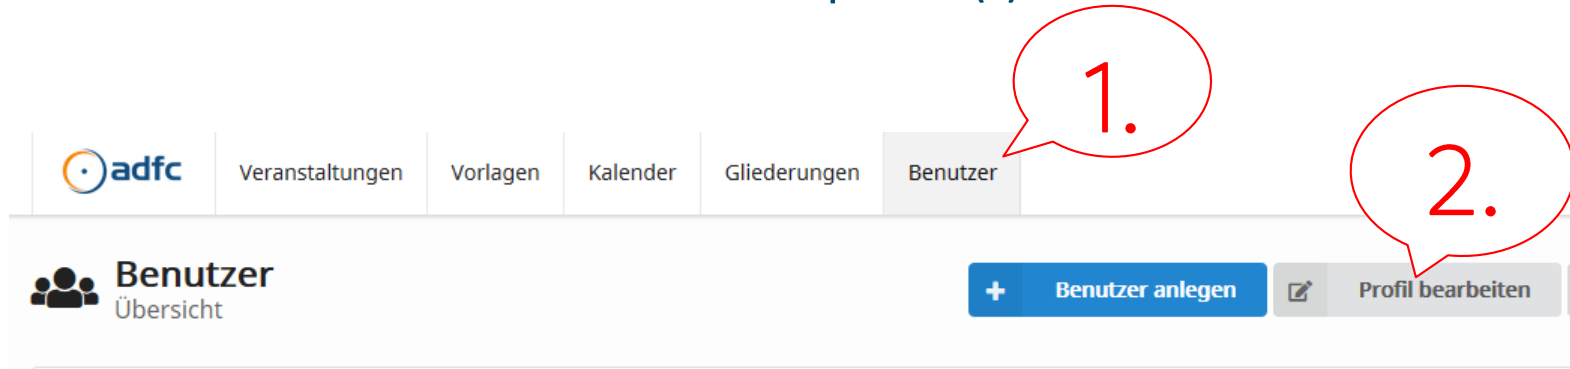 1.
2.
adfc Veranstaltungen Vorlagen Kalender Gliederungen Benutzer
Benutzer
Übersicht
+ Benutzer anlegen Profil bearbeiten